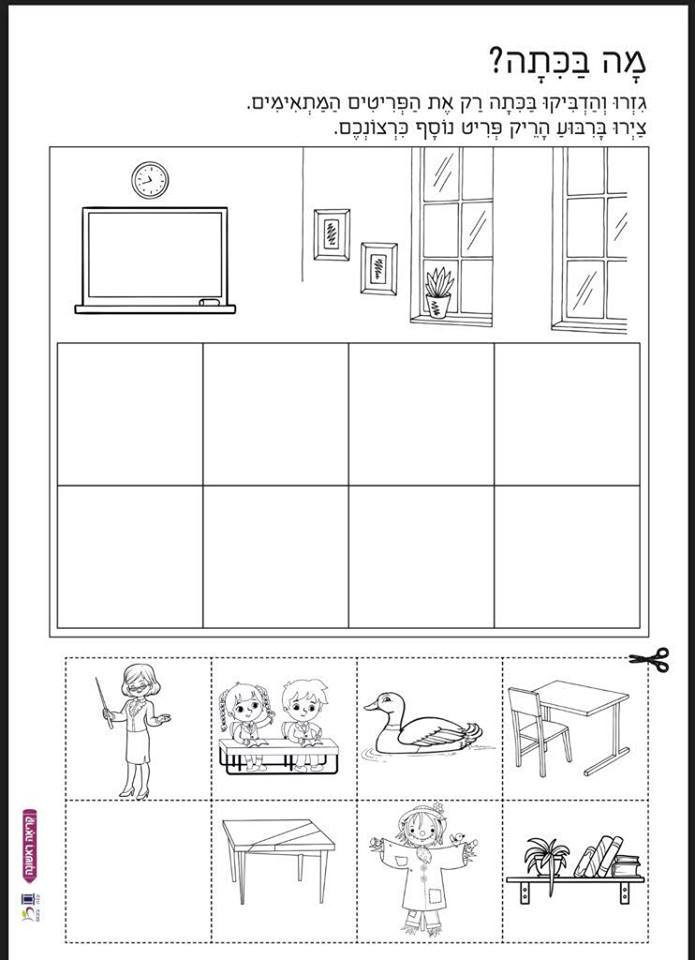 מָה בַּכִּתָה?
גִּזְרוּ וְהַדְבִּיקוּ בַּכִּתָה רַק אֶת הַפְּרִיטִים הַמַּתְאִימִים.
צַיְרוּ בָּרִבּוּעַ הָרֵיק פְּרִיט נוֹסָף כִּרְצוֹנְכֶם.